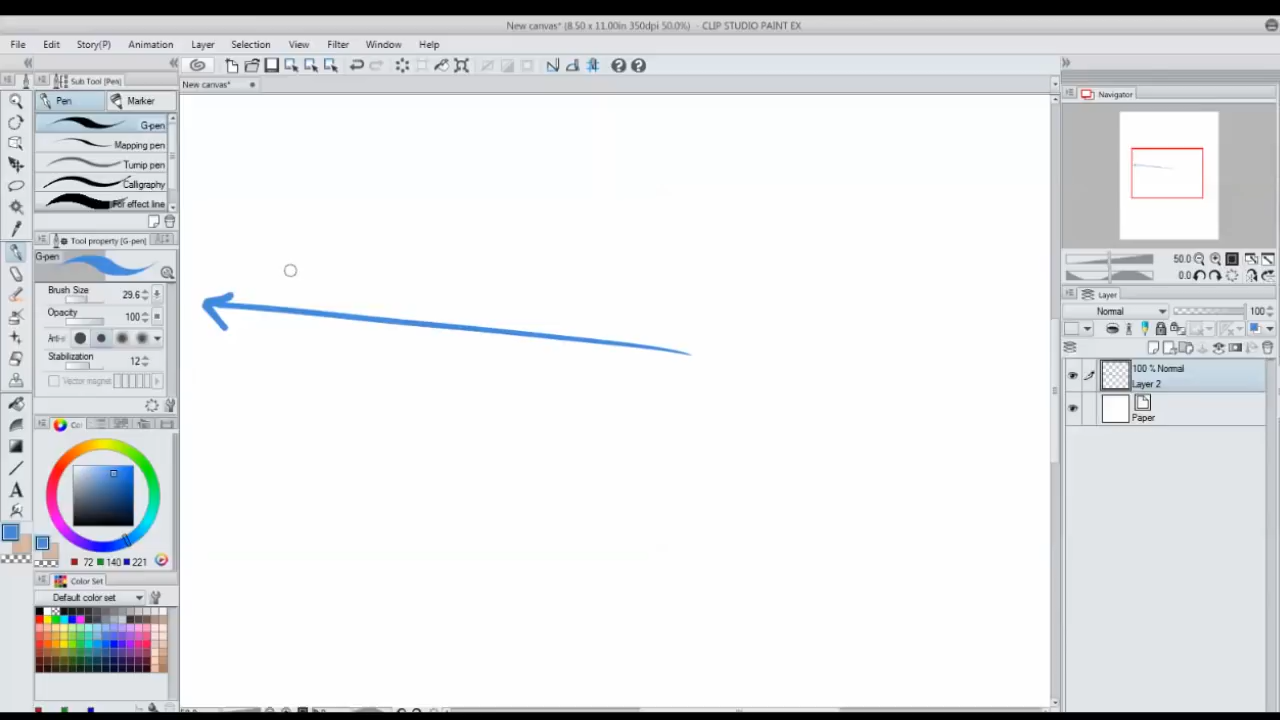 New canvas* (8.50 x 11.00in 350dpi 50.0%) - CLIP STUDIO PAINT EX
File Edit Story(P) Animation Layer Selection View Filter Window Help
Sub Tool [Pen]
New canvas*
Navigator
Pen Marker
G-pen
Mapping pen
Turnip pen
Calligraphy
For effect line
Tool property [G-pen]
G-pen
Brush Size 29.6
Opacity 100
Stabilization 12
Vector magnet
72 140 221
Color Set
Default color set
50.0
0.0
Layer
Normal 100
100 % Normal
Layer 2
Paper